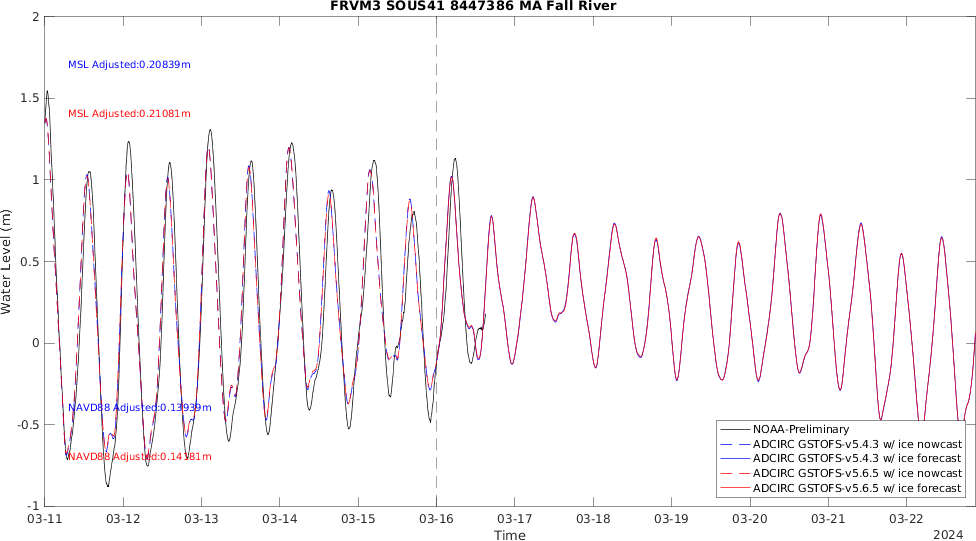 FRVM3 SOUS41 8447386 MA Fall River
Water Level (m)
2
1.5
1
0.5
0
-0.5
-1
MSL Adjusted:0.20839m
MSL Adjusted:0.21081m
NAVD88 Adjusted:0.13939m
NAVD88 Adjusted:0.14181m
NOAA-Preliminary
ADCIRC GSTOFS-v5.4.3 w/ ice nowcast
ADCIRC GSTOFS-v5.4.3 w/ ice forecast
ADCIRC GSTOFS-v5.6.5 w/ ice nowcast
ADCIRC GSTOFS-v5.6.5 w/ ice forecast
03-11 03-12 03-13 03-14 03-15 03-16 03-17 03-18 03-19 03-20 03-21 03-22
Time
2024